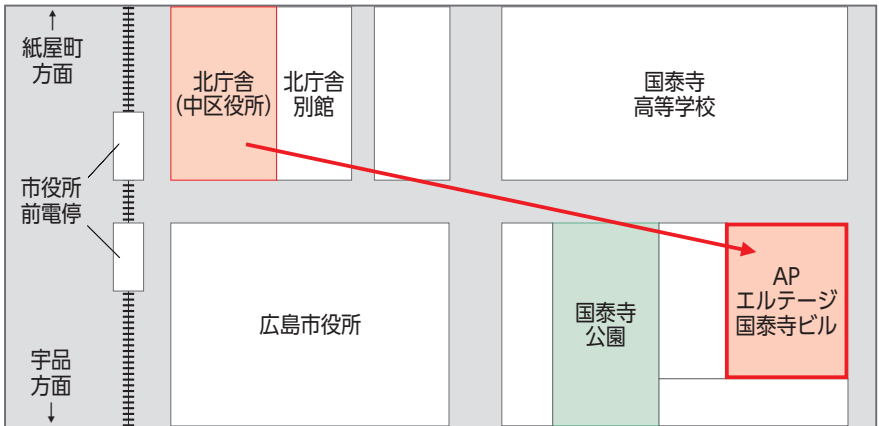 ↑
紙屋町
方面
北庁舎
(中区役所)
北庁舎
別館
国泰寺
高等学校
市役所
前電停
広島市役所
国泰寺
公園
AP
エルテージ
国泰寺ビル
宇品
方面
↓